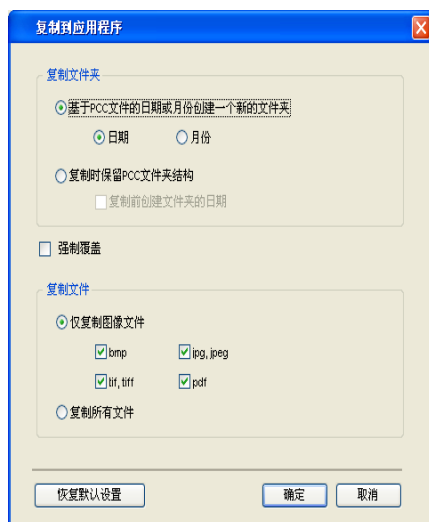 复制到应用程序
复制文件夹
基于PCC文件的日期或月份创建一个新的文件夹
日期 月份
复制时保留PCC文件夹结构
复制前创建文件夹的日期
强制覆盖
复制文件
仅复制图像文件
bmp jpg, jpeg
tif, tiff pdf
复制所有文件
恢复默认设置 确定 取消